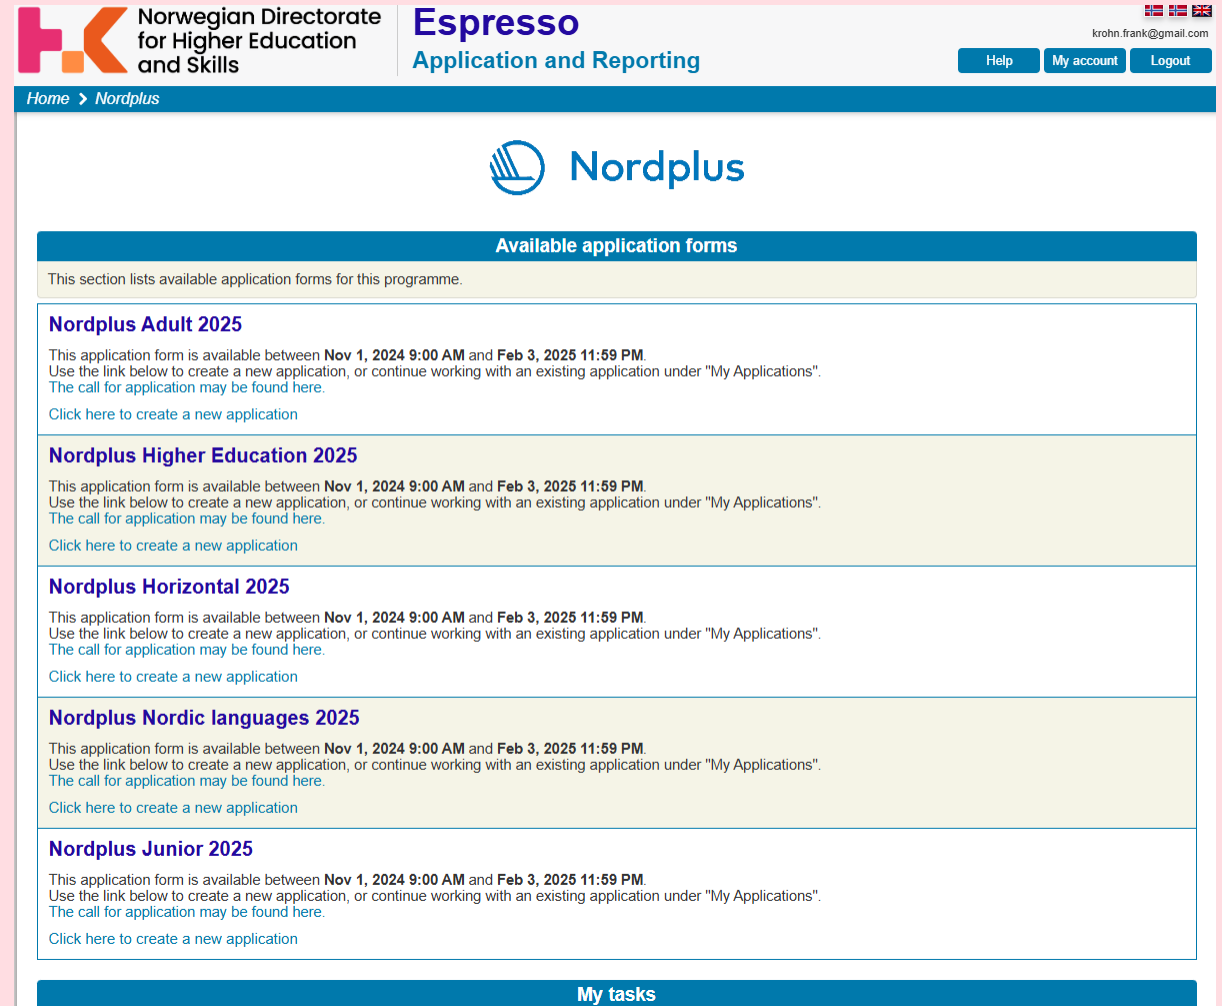 Norwegian Directorate
for Higher Education
and Skills
Espresso
Application and Reporting
krohn.frank@gmail.com
Help
My account
Logout
Home
Nordplus
Nordplus
Available application forms
This section lists available application forms for this programme.
Nordplus Adult 2025
This application form is available between Nov 1, 2024 9:00 AM and Feb 3, 2025 11:59 PM.
Use the link below to create a new application, or continue working with an existing application under "My Applications".
The call for application may be found here.
Click here to create a new application
Nordplus Higher Education 2025
This application form is available between Nov 1, 2024 9:00 AM and Feb 3, 2025 11:59 PM.
Use the link below to create a new application, or continue working with an existing application under "My Applications".
The call for application may be found here.
Click here to create a new application
Nordplus Horizontal 2025
This application form is available between Nov 1, 2024 9:00 AM and Feb 3, 2025 11:59 PM.
Use the link below to create a new application, or continue working with an existing application under "My Applications".
The call for application may be found here.
Click here to create a new application
Nordplus Nordic languages 2025
This application form is available between Nov 1, 2024 9:00 AM and Feb 3, 2025 11:59 PM.
Use the link below to create a new application, or continue working with an existing application under "My Applications".
The call for application may be found here.
Click here to create a new application
Nordplus Junior 2025
This application form is available between Nov 1, 2024 9:00 AM and Feb 3, 2025 11:59 PM.
Use the link below to create a new application, or continue working with an existing application under "My Applications".
The call for application may be found here.
Click here to create a new application
My tasks